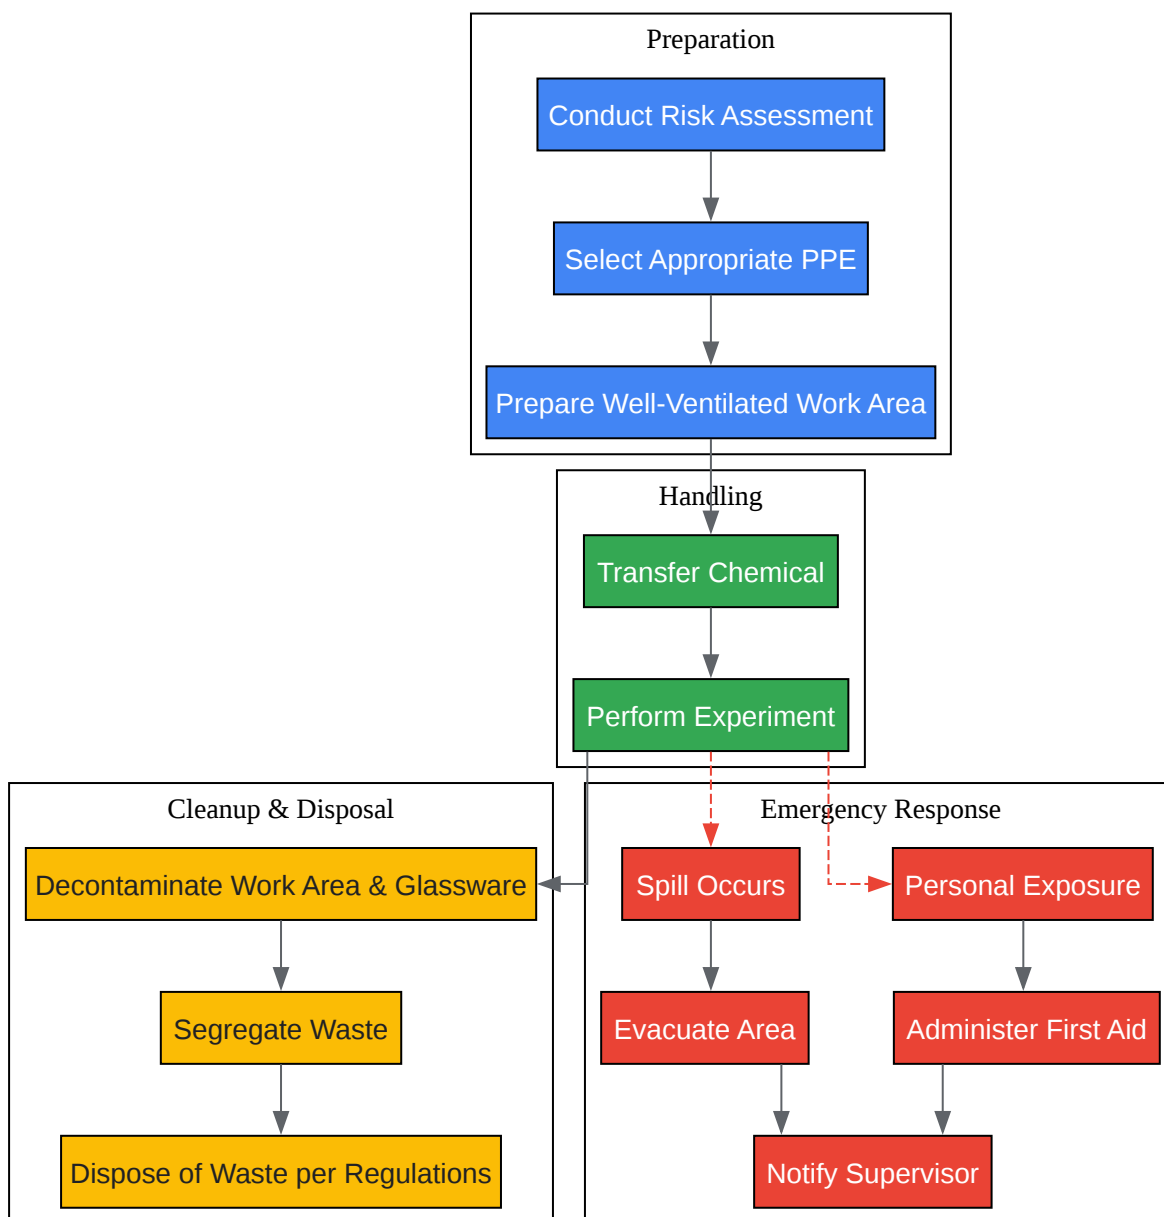 Preparation
Conduct Risk Assessment
Select Appropriate PPE
Prepare Well-Ventilated Work Area
Handling
Transfer Chemical
Perform Experiment
Cleanup & Disposal
Decontaminate Work Area & Glassware
Segregate Waste
Dispose of Waste per Regulations
Emergency Response
Spill Occurs
Personal Exposure
Evacuate Area
Administer First Aid
Notify Supervisor